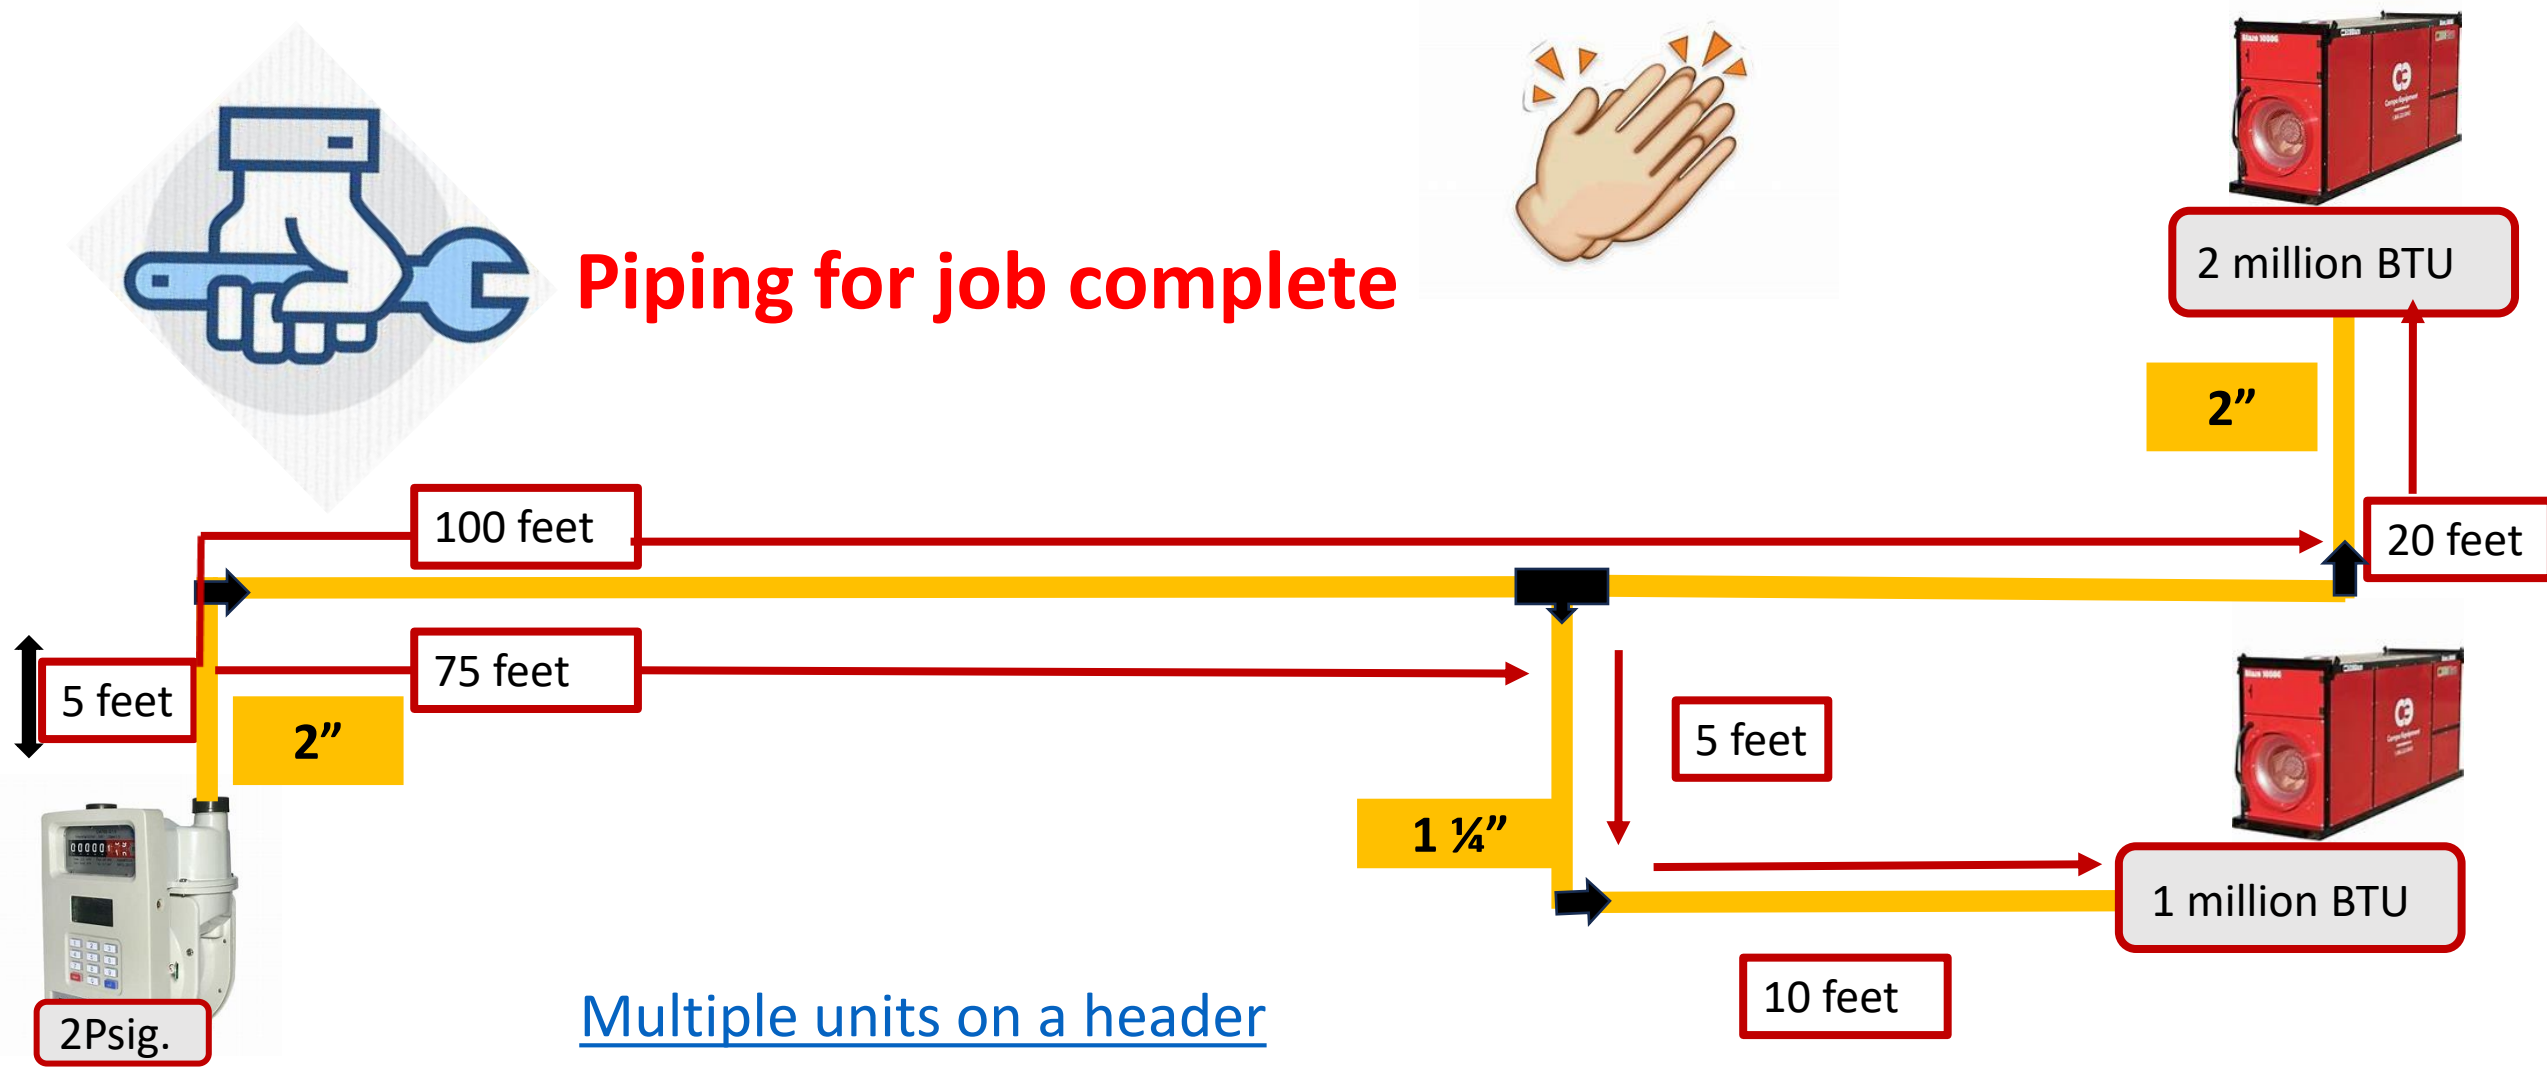 Piping for job complete
2 million BTU
2”
100 feet
20 feet
75 feet
5 feet
2”
5 feet
1 ¼”
1 million BTU
10 feet
2Psig.
Multiple units on a header